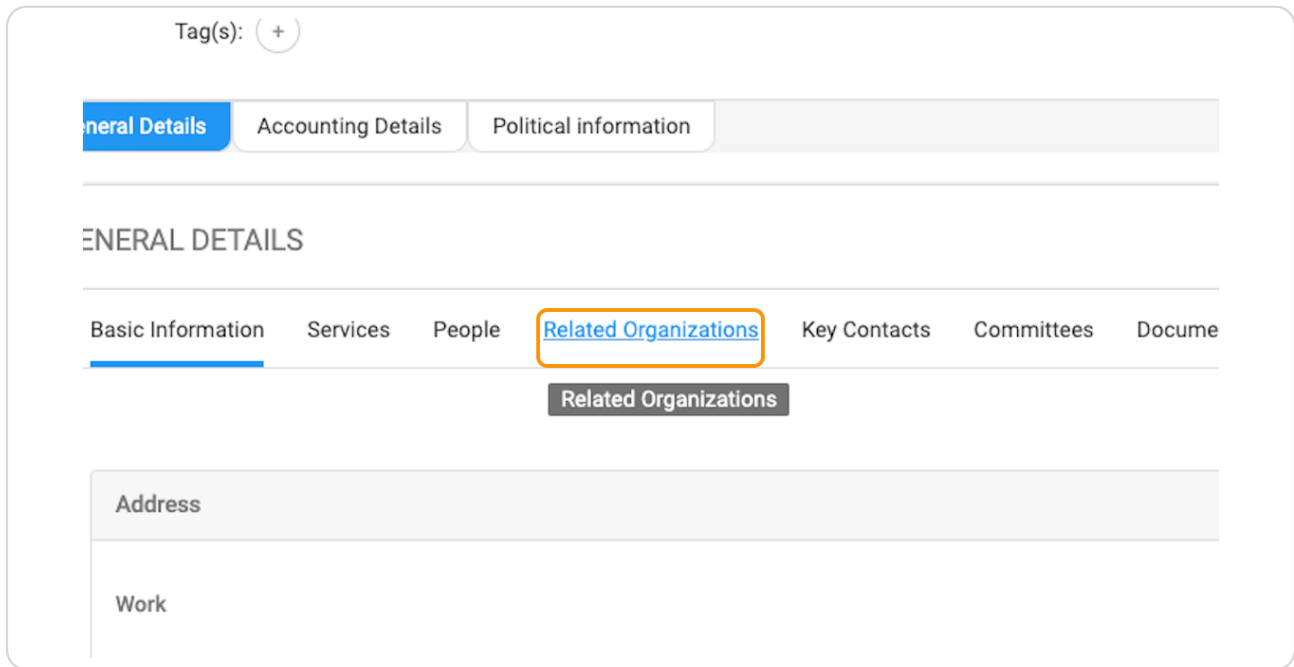 Tag(s): +
eneral Details Accounting Details Political information
ENERAL DETAILS
Basic Information Services People Related Organizations Key Contacts Committees Docume
Related Organizations
Address
Work